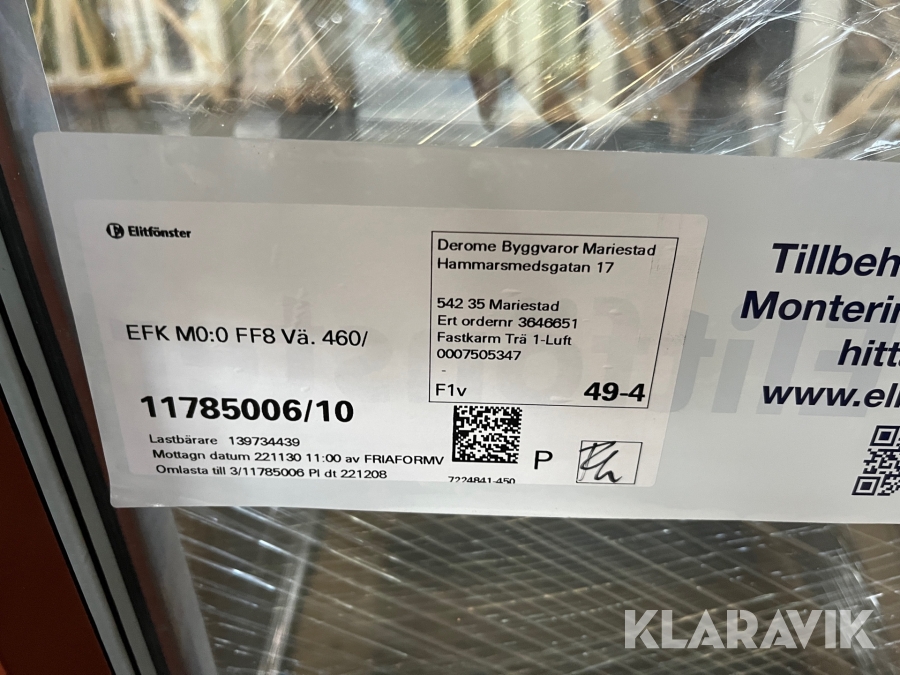 Elitfönster
EFK M0:0 FF8 Vä. 460/
11785006/10
Lastbärare 139734439
Mottagn datum 221130 11:00 av FRIAFORMV
Omlasta till 3/11785006 Pl dt 221208
Derome Byggvaror Mariestad
Hammarsmedsgatan 17
542 35 Mariestad
Ert ordernr 3646651
Fastkarm Trä 1-Luft
0007505347
-
F1v 49-4
7224841-450
P
Tillbeh
Monterin
hitt
www.eli
KLARAVIK